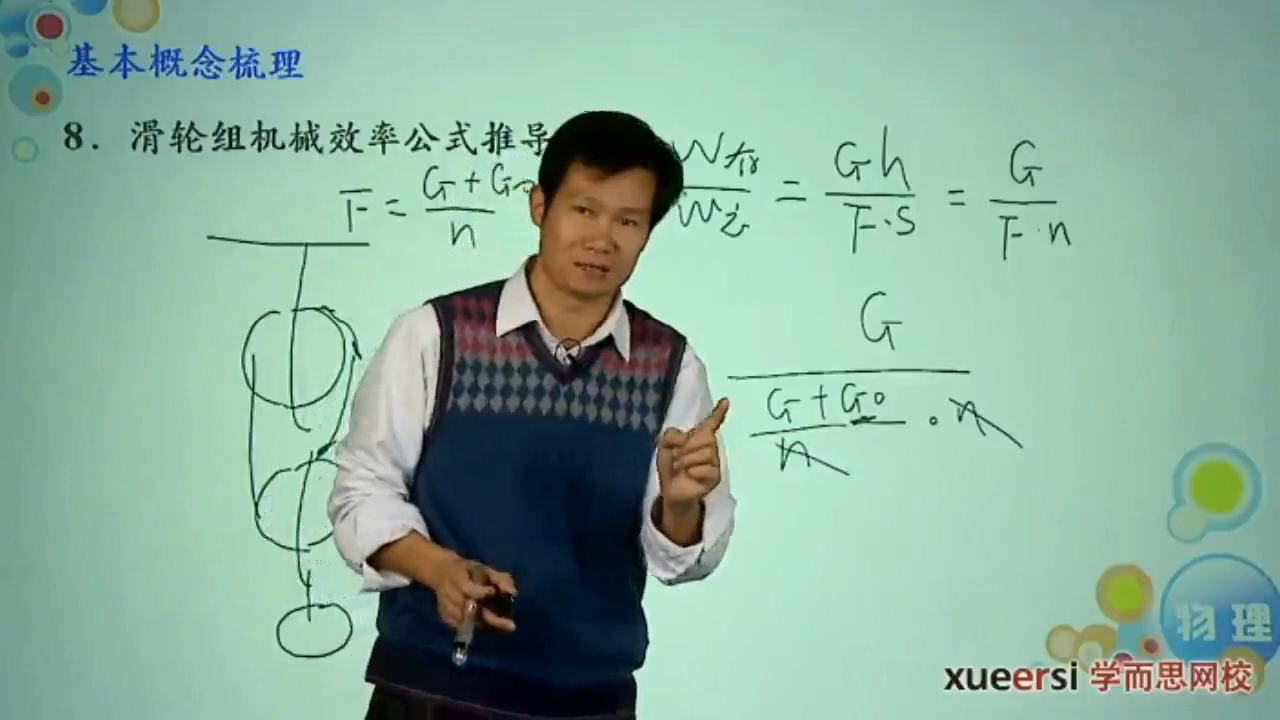 基本概念梳理
8. 滑轮组机械效率公式推导
F = (G + G₀)/n
W有/W总 = Gh/F·S = G/F·n
G/((G + G₀)/n · n)
物理
xueersi 学而思网校